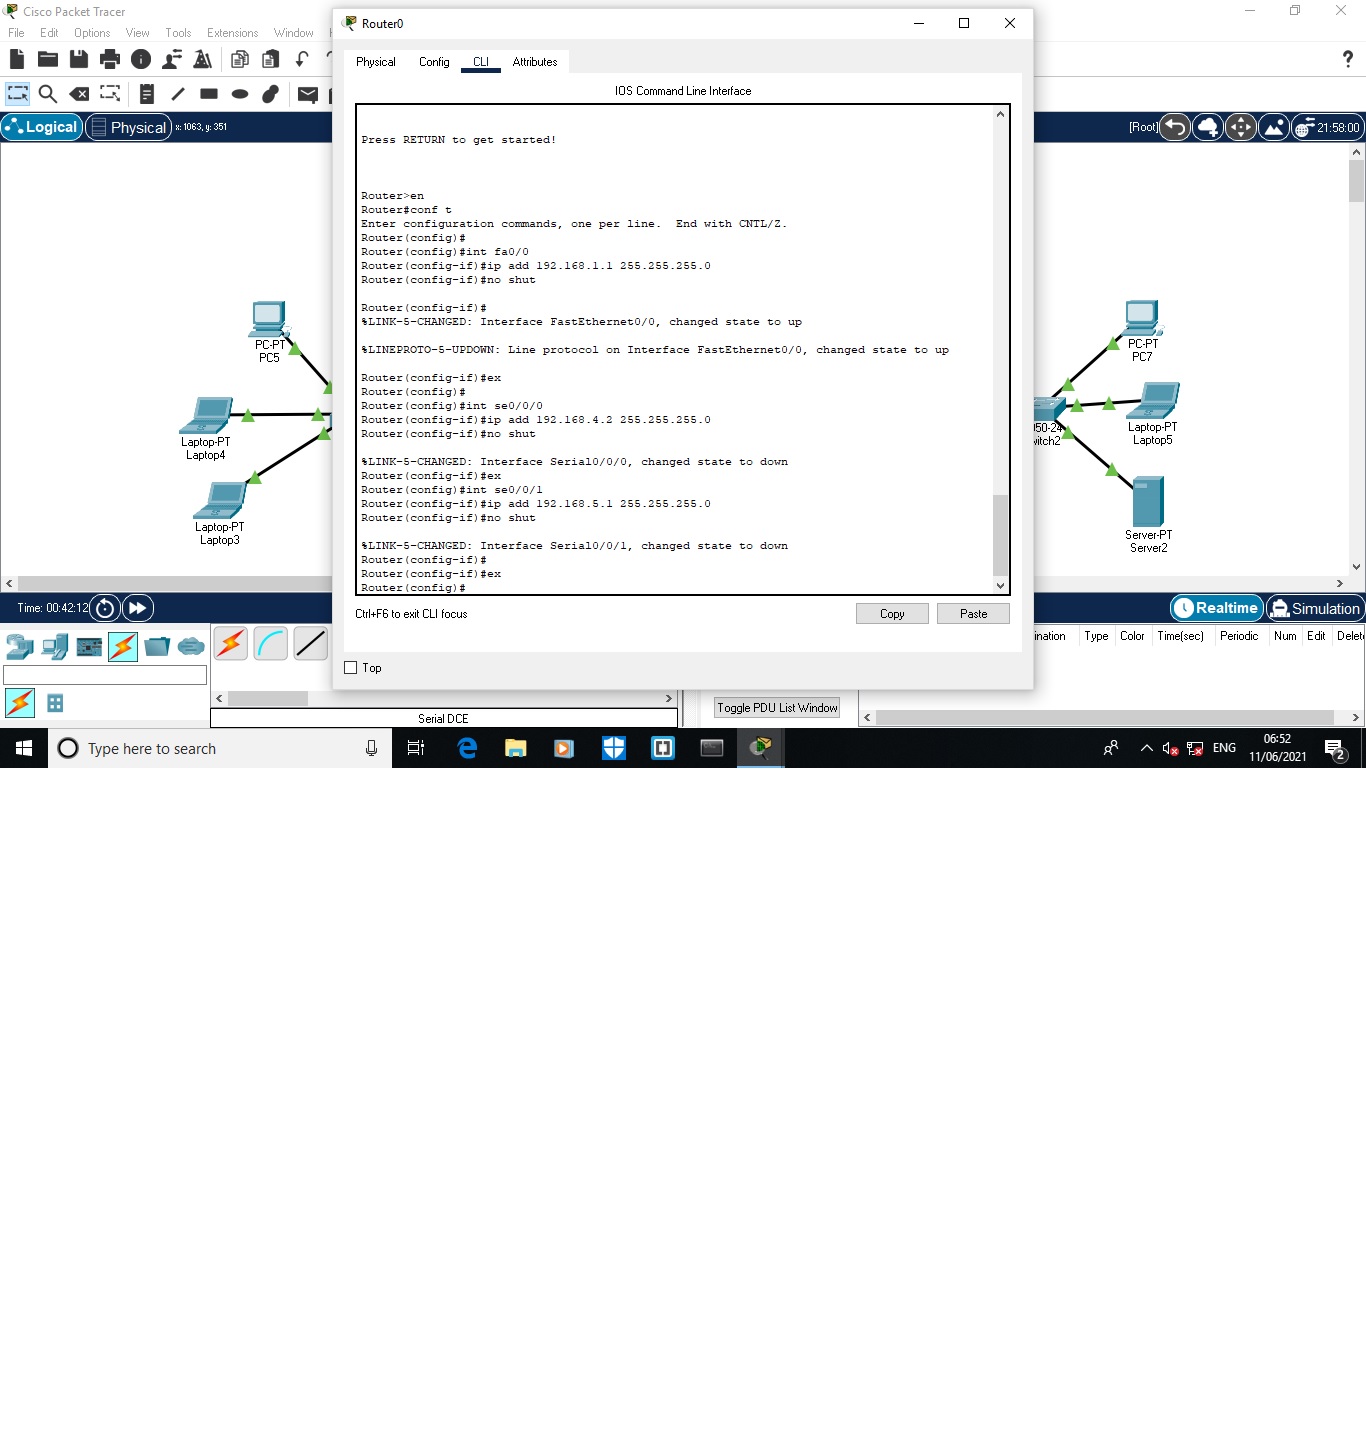 Cisco Packet Tracer
File Edit Options View Tools Extensions Window
Logical
Physical
x: 1063, y: 351
[Root]
21:58:00
Router0
Physical Config CLI Attributes
IOS Command Line Interface
Press RETURN to get started!
Router>en
Router#conf t
Enter configuration commands, one per line.  End with CNTL/Z.
Router(config)#
Router(config)#int fa0/0
Router(config-if)#ip add 192.168.1.1 255.255.255.0
Router(config-if)#no shut
Router(config-if)#
%LINK-5-CHANGED: Interface FastEthernet0/0, changed state to up
%LINEPROTO-5-UPDOWN: Line protocol on Interface FastEthernet0/0, changed state to up
Router(config-if)#ex
Router(config)#
Router(config)#int se0/0/0
Router(config-if)#ip add 192.168.4.2 255.255.255.0
Router(config-if)#no shut
%LINK-5-CHANGED: Interface Serial0/0/0, changed state to down
Router(config-if)#ex
Router(config)#int se0/0/1
Router(config-if)#ip add 192.168.5.1 255.255.255.0
Router(config-if)#no shut
%LINK-5-CHANGED: Interface Serial0/0/1, changed state to down
Router(config-if)#
Router(config-if)#ex
Router(config)#
Ctrl+F6 to exit CLI focus
Copy
Paste
Top
PC-PT
PC5
Laptop-PT
Laptop4
Laptop-PT
Laptop3
PC-PT
PC7
50-24
itch2
Laptop-PT
Laptop5
Server-PT
Server2
Time: 00:42:12
Realtime
Simulation
ination Type Color Time(sec) Periodic Num Edit Delet
Toggle PDU List Window
Serial DCE
Type here to search
ENG
06:52
11/06/2021
2